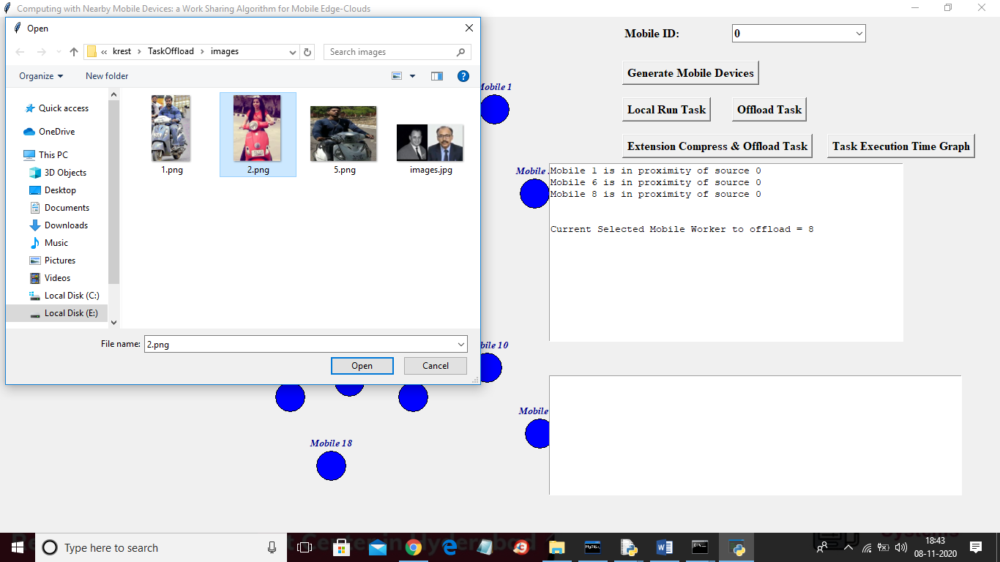 Computing with Nearby Mobile Devices: a Work Sharing Algorithm for Mobile Edge-Clouds
Open
« krest › TaskOffload › images
Search images
Organize
New folder
Quick access
OneDrive
This PC
3D Objects
Desktop
Documents
Downloads
Music
Pictures
Videos
Local Disk (C:)
Local Disk (E:)
1.png
2.png
5.png
images.jpg
File name:
2.png
Open
Cancel
Mobile ID:
0
Generate Mobile Devices
Local Run Task
Offload Task
Extension Compress & Offload Task
Task Execution Time Graph
Mobile 1
Mobile
Mobile 1 is in proximity of source 0
Mobile 6 is in proximity of source 0
Mobile 8 is in proximity of source 0
Current Selected Mobile Worker to offload = 8
bile 10
Mobile
Mobile 18
Type here to search
18:43
08-11-2020